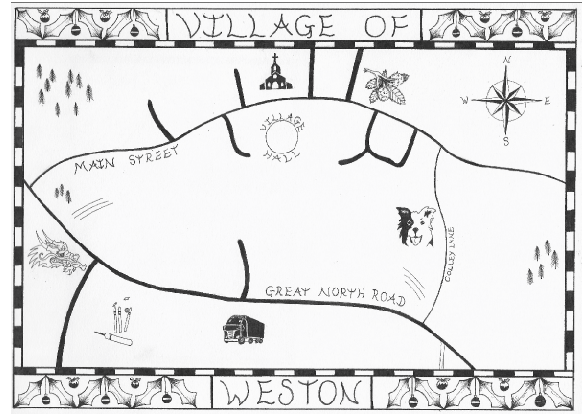 VILLAGE OF
N
W E
S
VILLAGE
HALL
MAIN STREET
COLLEY LANE
GREAT NORTH ROAD
WESTON